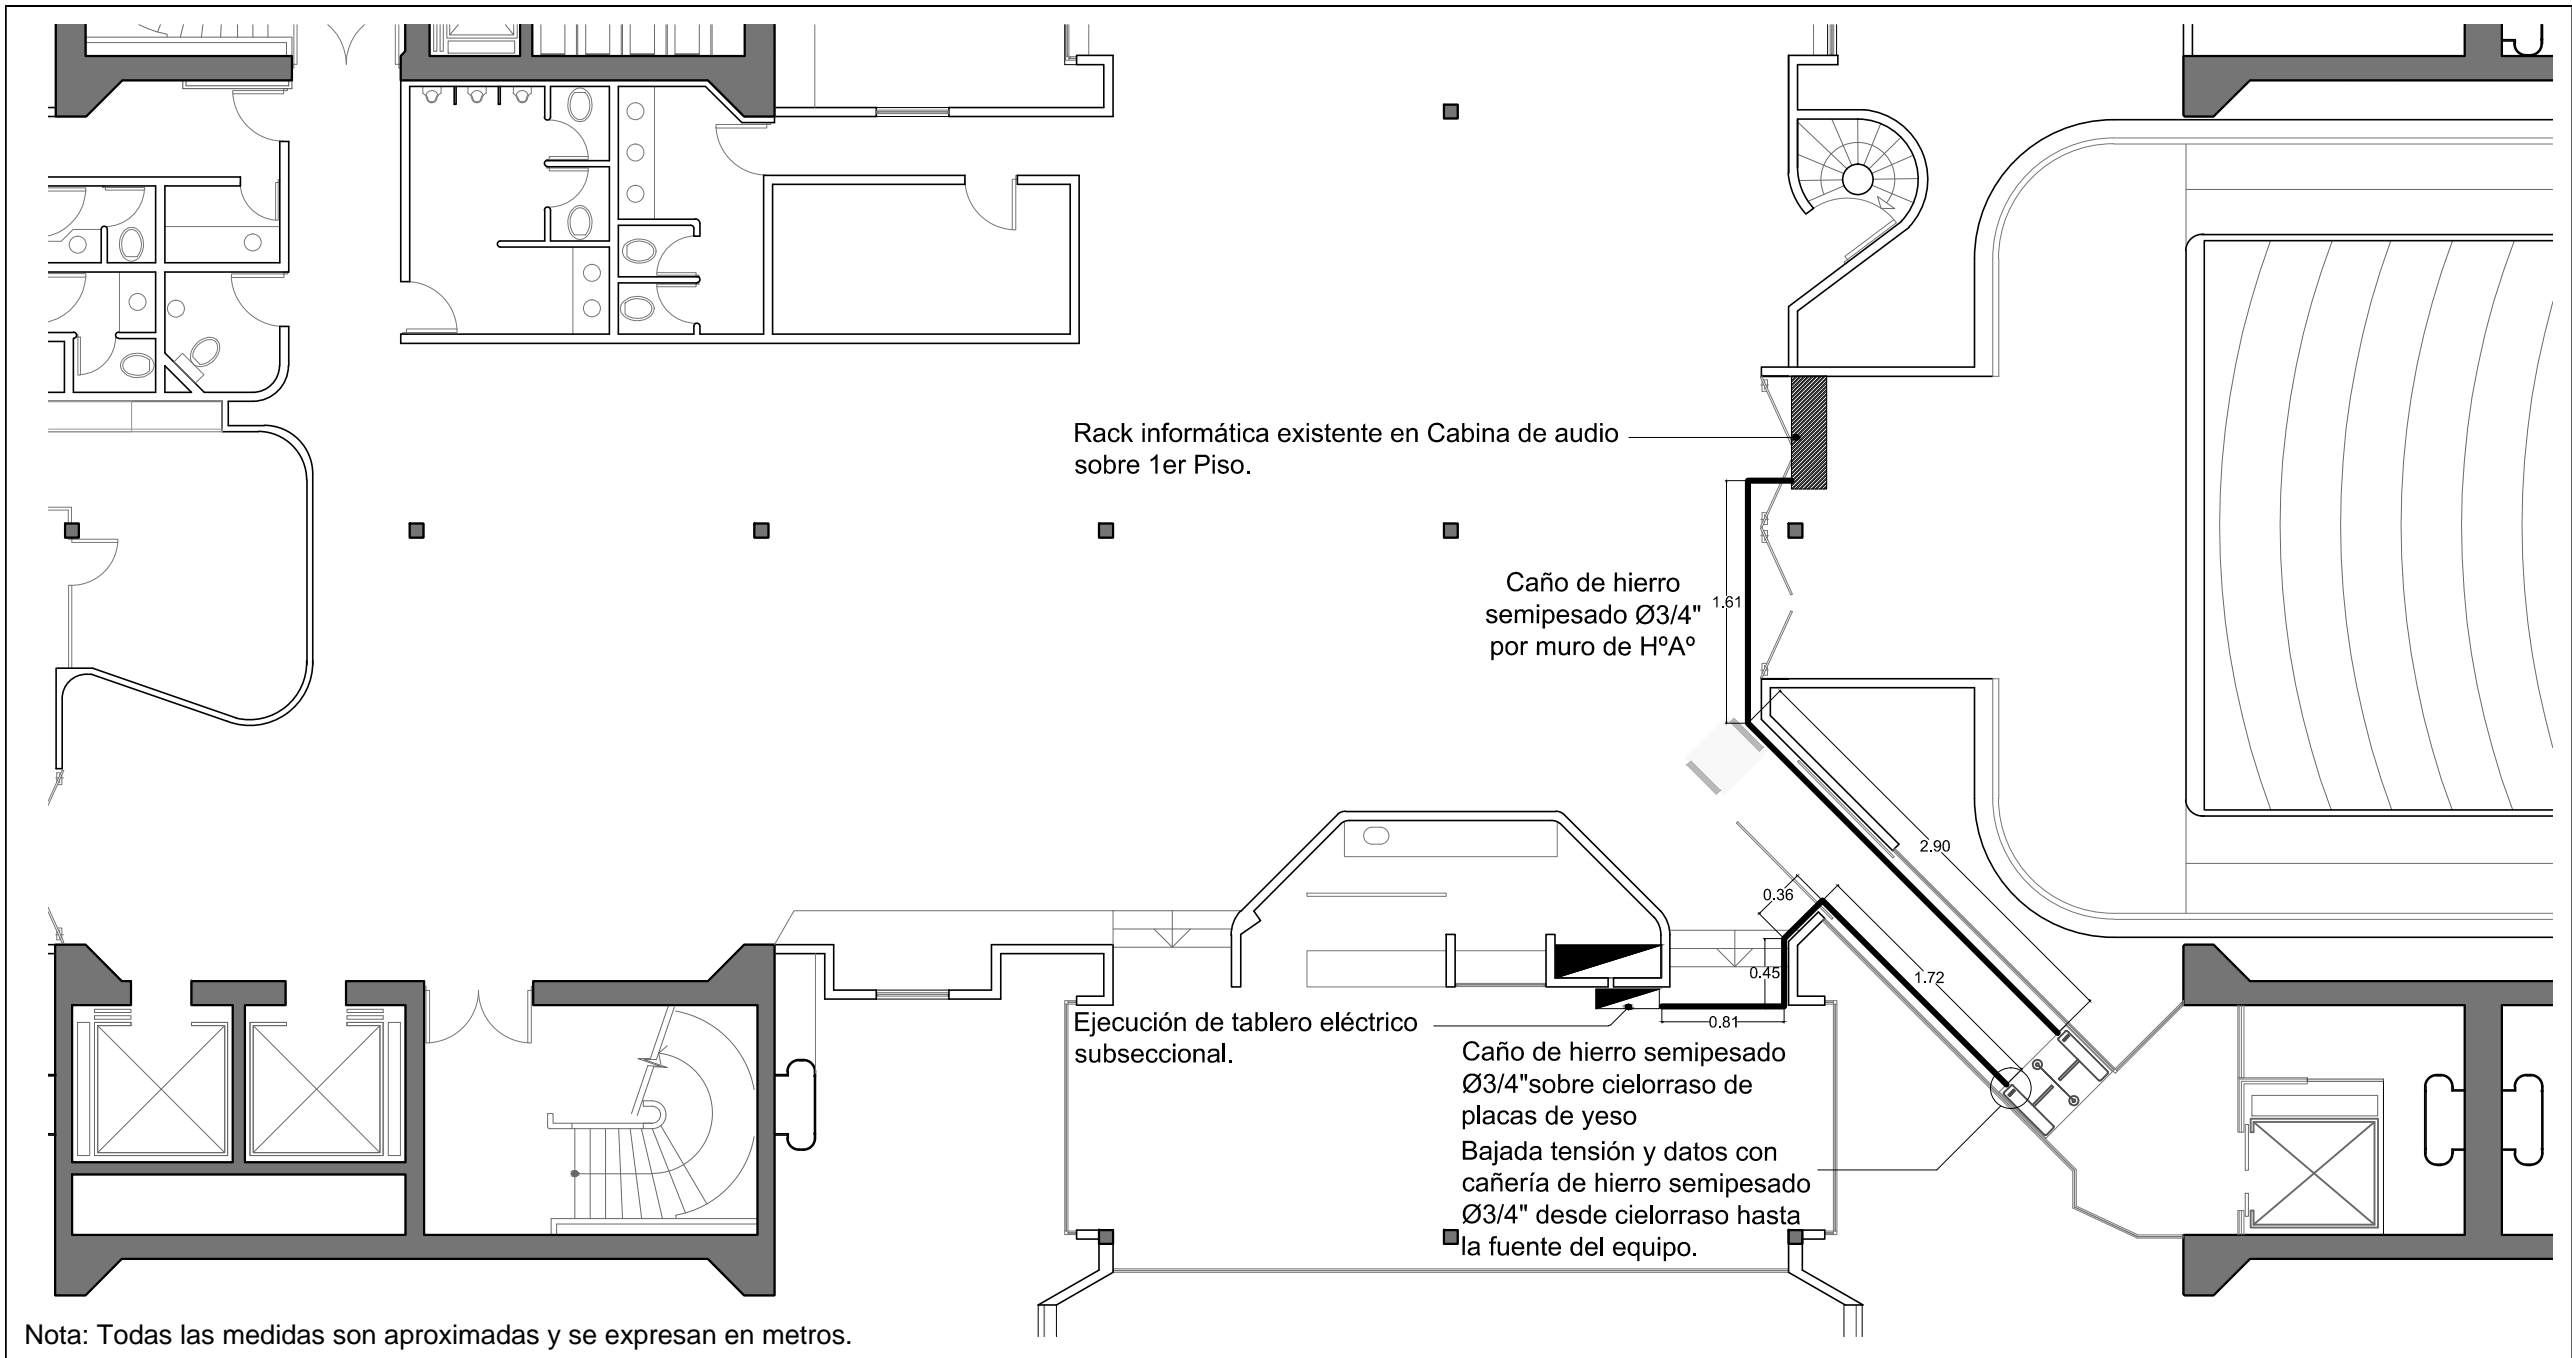 Rack informática existente en Cabina de audio
sobre 1er Piso.
Caño de hierro
semipesado Ø3/4"
por muro de HºAº
1.61
2.90
0.36
1.72
0.45
0.81
Ejecución de tablero eléctrico
subseccional.
Caño de hierro semipesado
Ø3/4"sobre cielorraso de
placas de yeso
Bajada tensión y datos con
cañería de hierro semipesado
Ø3/4" desde cielorraso hasta
la fuente del equipo.
Nota: Todas las medidas son aproximadas y se expresan en metros.